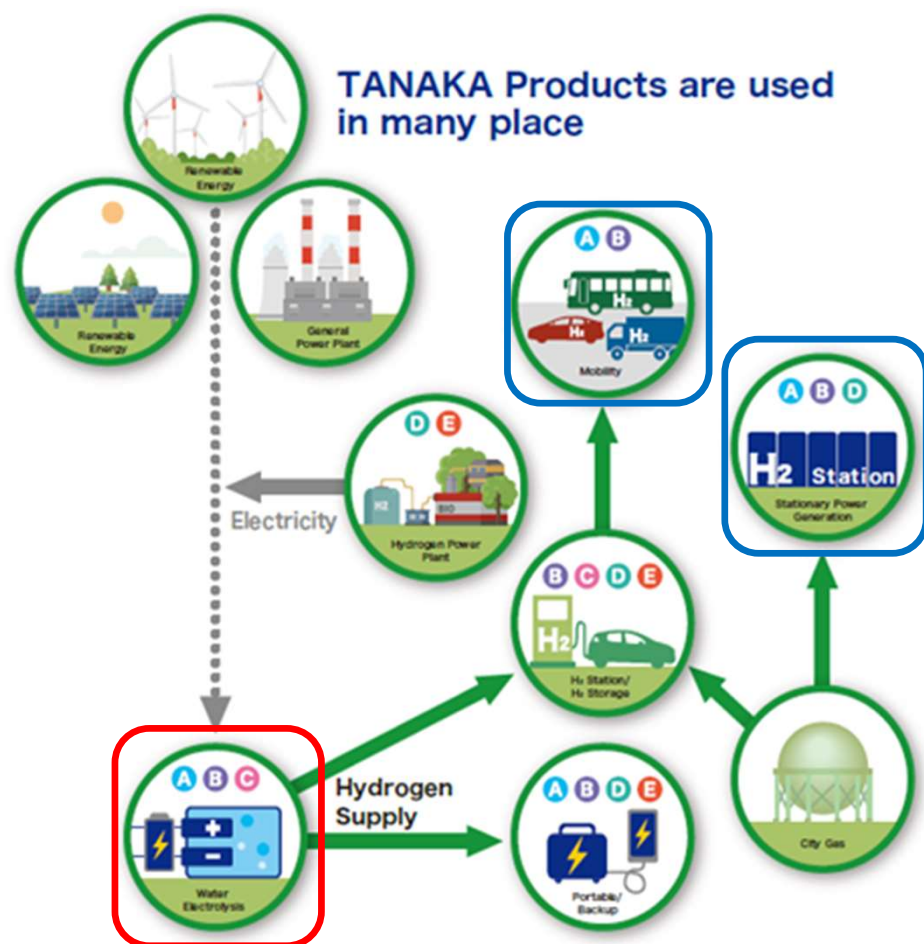 TANAKA Products are used
in many place
Renewable
Energy
Renewable
Energy
General
Power Plant
A B
H2
H2
H2
Mobility
A B D
H2 Station
Stationary Power
Generation
D E
H2
BIO
Hydrogen Power
Plant
Electricity
B C D E
H2
H₂ Station/
H₂ Storage
A B C
+
−
Water
Electrolysis
Hydrogen
Supply
A B D E
Portable/
Backup
City Gas